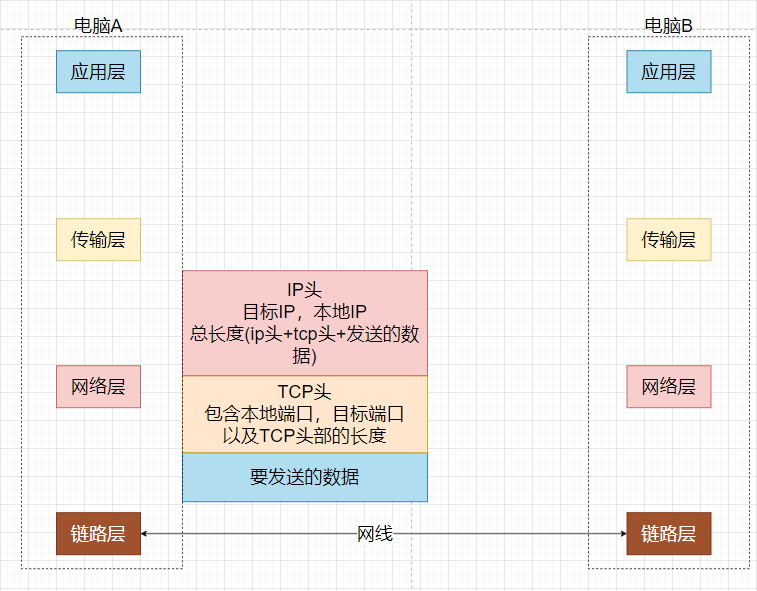 电脑A
电脑B
应用层
应用层
传输层
传输层
IP头
目标IP，本地IP
总长度(ip头+tcp头+发送的数
据)
网络层
网络层
TCP头
包含本地端口，目标端口
以及TCP头部的长度
要发送的数据
链路层
网线
链路层